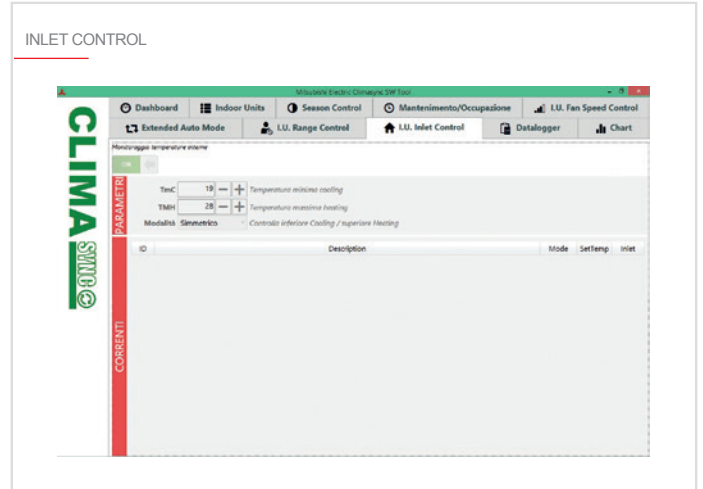 INLET CONTROL
Mitsubishi Electric Climasync SW Tool
Dashboard Indoor Units Season Control Mantenimento/Occupazione I.U. Fan Speed Control
Extended Auto Mode I.U. Range Control I.U. Inlet Control Datalogger Chart
Monitoraggio temperature interne
ON
CLIMA SYNC
PARAMETRI
TmC 19 Temperatura minima cooling
TMH 28 Temperatura massima heating
Modalità Simmetrico Controllo inferiore Cooling / superiore Heating
ID Description Mode SetTemp Inlet
CORRENTI